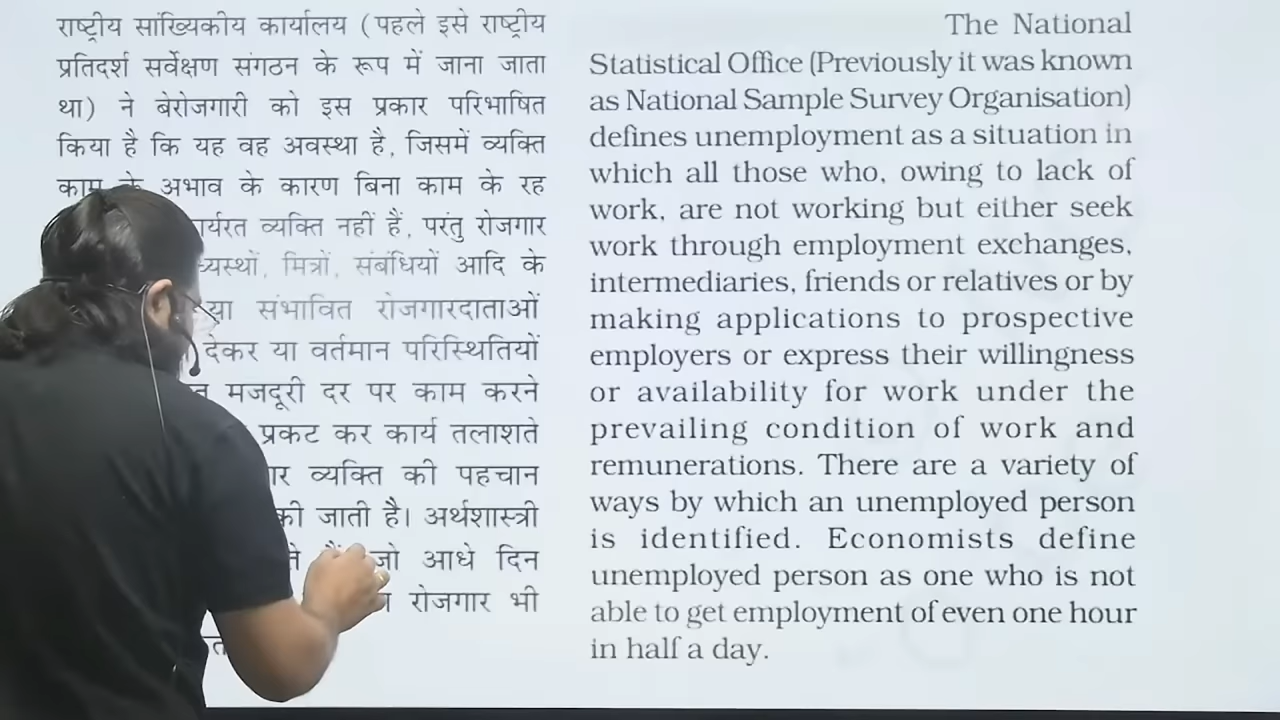 राष्ट्रीय सांख्यिकीय कार्यालय (पहले इसे राष्ट्रीय
प्रतिदर्श सर्वेक्षण संगठन के रूप में जाना जाता
था) ने बेरोजगारी को इस प्रकार परिभाषित
किया है कि यह वह अवस्था है, जिसमें व्यक्ति
काम के अभाव के कारण बिना काम के रह
व्यक्ति नहीं हैं, परंतु रोजगार
मित्रों, संबंधियों आदि के
या संभावित रोजगारदाताओं
देकर या वर्तमान परिस्थितियों
मजदूरी दर पर काम करने
प्रकट कर कार्य तलाशते
व्यक्ति की पहचान
की जाती है। अर्थशास्त्री
जो आधे दिन
रोजगार भी
The National
Statistical Office (Previously it was known
as National Sample Survey Organisation)
defines unemployment as a situation in
which all those who, owing to lack of
work, are not working but either seek
work through employment exchanges,
intermediaries, friends or relatives or by
making applications to prospective
employers or express their willingness
or availability for work under the
prevailing condition of work and
remunerations. There are a variety of
ways by which an unemployed person
is identified. Economists define
unemployed person as one who is not
able to get employment of even one hour
in half a day.